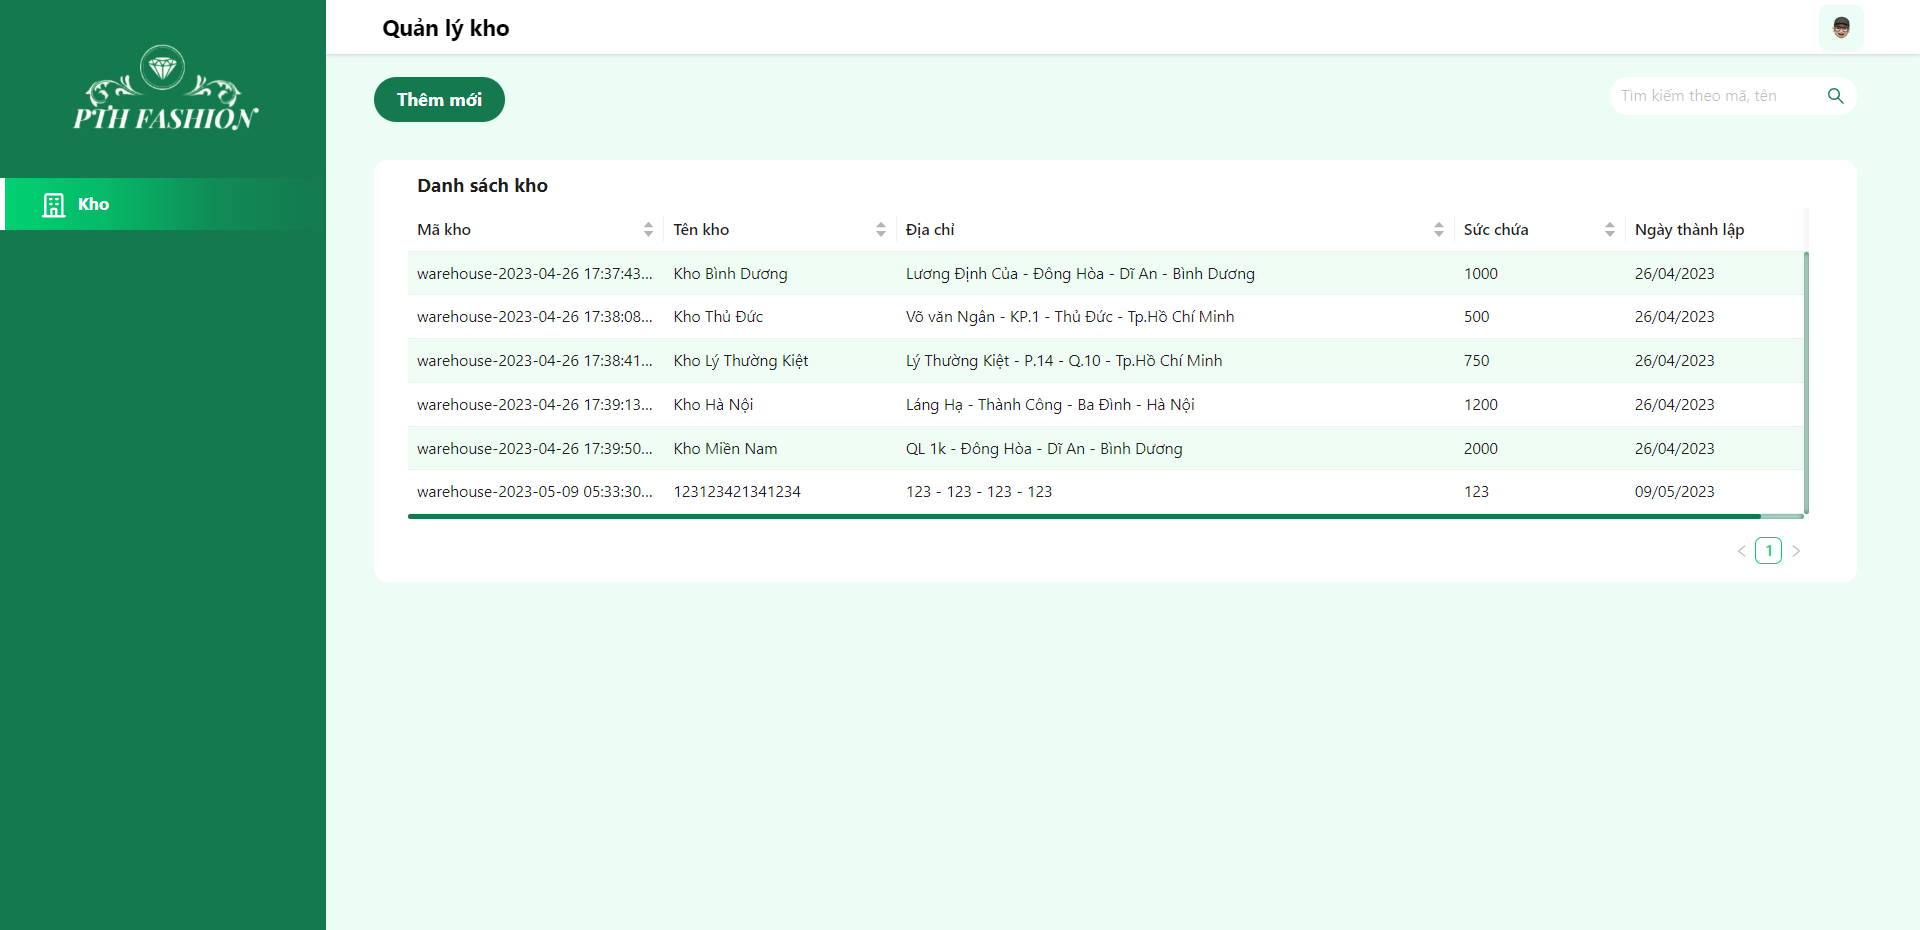 Quản lý kho
PTH FASHION
Thêm mới
Tìm kiếm theo mã, tên
Kho
Danh sách kho
Mã kho Tên kho Địa chỉ Sức chứa Ngày thành lập
warehouse-2023-04-26 17:37:43... Kho Bình Dương Lương Định Của - Đông Hòa - Dĩ An - Bình Dương 1000 26/04/2023
warehouse-2023-04-26 17:38:08... Kho Thủ Đức Võ văn Ngân - KP.1 - Thủ Đức - Tp.Hồ Chí Minh 500 26/04/2023
warehouse-2023-04-26 17:38:41... Kho Lý Thường Kiệt Lý Thường Kiệt - P.14 - Q.10 - Tp.Hồ Chí Minh 750 26/04/2023
warehouse-2023-04-26 17:39:13... Kho Hà Nội Láng Hạ - Thành Công - Ba Đình - Hà Nội 1200 26/04/2023
warehouse-2023-04-26 17:39:50... Kho Miền Nam QL 1k - Đông Hòa - Dĩ An - Bình Dương 2000 26/04/2023
warehouse-2023-05-09 05:33:30... 123123421341234 123 - 123 - 123 - 123 123 09/05/2023
1